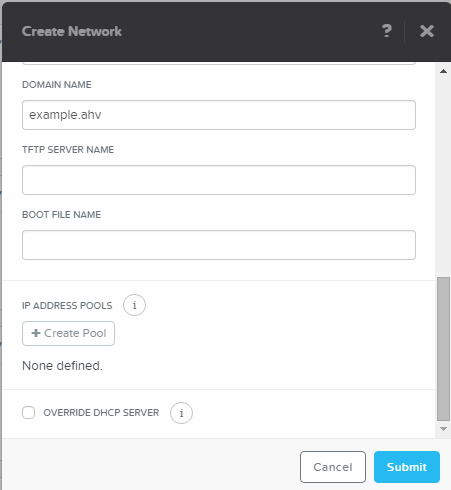 Create Network ?
DOMAIN NAME
example.ahv
TFTP SERVER NAME
BOOT FILE NAME
IP ADDRESS POOLS i
+ Create Pool
None defined.
OVERRIDE DHCP SERVER i
Cancel Submit